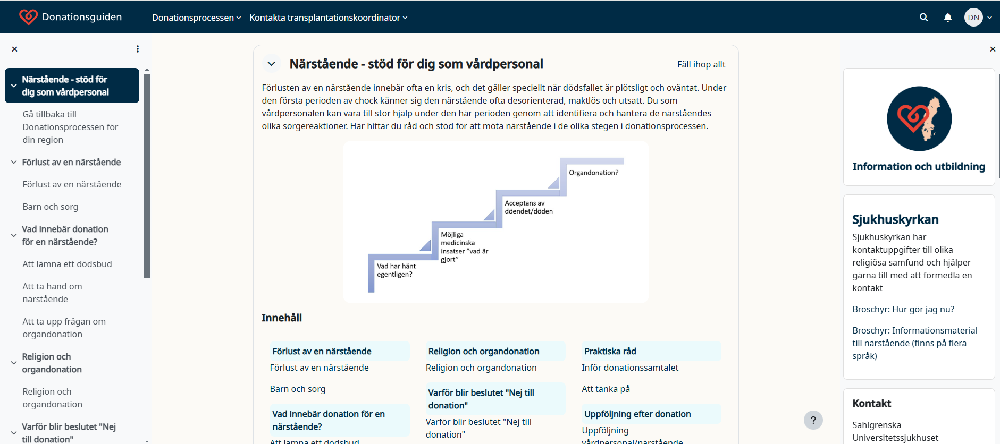 Donationsguiden
Donationsprocessen
Kontakta transplantationskoordinator
DN
Närstående - stöd för
dig som vårdpersonal
Gå tillbaka till
Donationsprocessen för
din region
Förlust av en närstående
Förlust av en närstående
Barn och sorg
Vad innebär donation
för en närstående?
Att lämna ett dödsbud
Att ta hand om
närstående
Att ta upp frågan om
organdonation
Religion och
organdonation
Religion och
organdonation
Varför blir beslutet "Nej
till donation"
Närstående - stöd för dig som vårdpersonal
Fäll ihop allt
Förlusten av en närstående innebär ofta en kris, och det gäller speciellt när dödsfallet är plötsligt och oväntat. Under
den första perioden av chock känner sig den närstående ofta desorienterad, maktlös och utsatt. Du som
vårdpersonalen kan vara till stor hjälp under den här perioden genom att identifiera och hantera de närståendes
olika sorgereaktioner. Här hittar du råd och stöd för att möta närstående i de olika stegen i donationsprocessen.
Organdonation?
Acceptans av
döendet/döden
Möjliga
medicinska
insatser ”vad är
gjort”
Vad har hänt
egentligen?
Innehåll
Förlust av en närstående
Förlust av en närstående
Barn och sorg
Vad innebär donation för en
närstående?
Att lämna ett dödsbud
Religion och organdonation
Religion och organdonation
Varför blir beslutet "Nej till
donation"
Varför blir beslutet "Nej till
donation"
Praktiska råd
Inför donationssamtalet
Att tänka på
Uppföljning efter donation
Uppföljning
vårdpersonal/närstående
?
Information och utbildning
Sjukhuskyrkan
Sjukhuskyrkan har
kontaktuppgifter till olika
religiösa samfund och hjälper
gärna till med att förmedla en
kontakt
Broschyr: Hur gör jag nu?
Broschyr: Informationsmaterial
till närstående (finns på flera
språk)
Kontakt
Sahlgrenska
Universitetssjukhuset